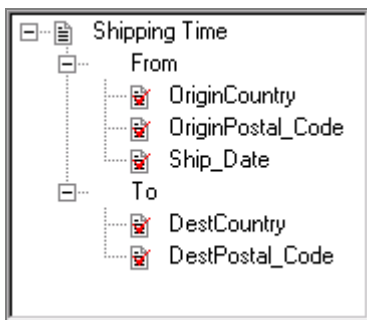 Shipping Time
From
OriginCountry
OriginPostal_Code
Ship_Date
To
DestCountry
DestPostal_Code